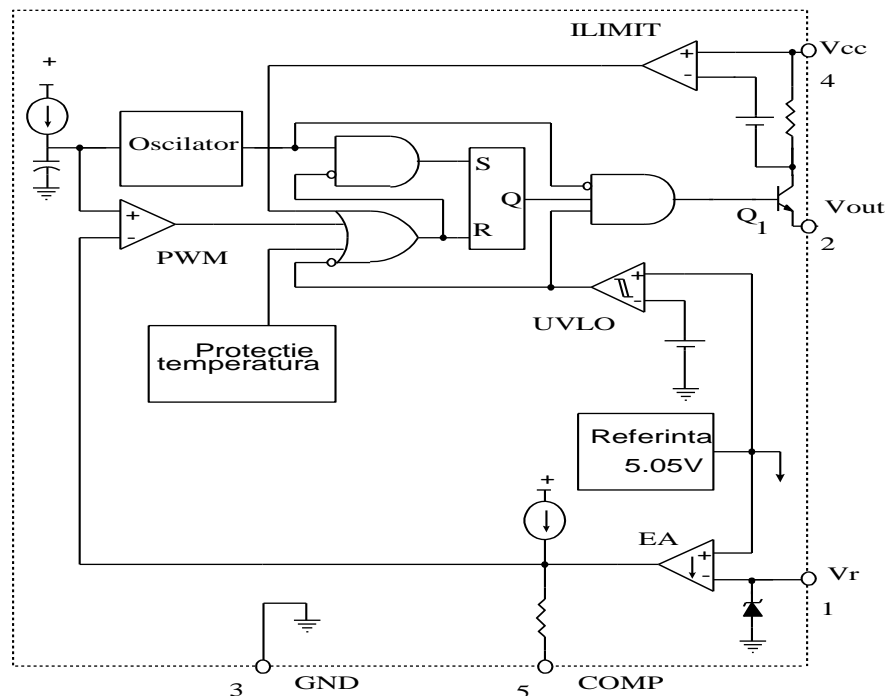 ILIMIT
Vcc
4
+
-
+
Oscilator
S
Q
R
Q1
Vout
2
+
-
PWM
UVLO
+
-
Protectie
temperatura
Referinta
5.05V
+
EA
+
-
Vr
1
3
GND
5
COMP